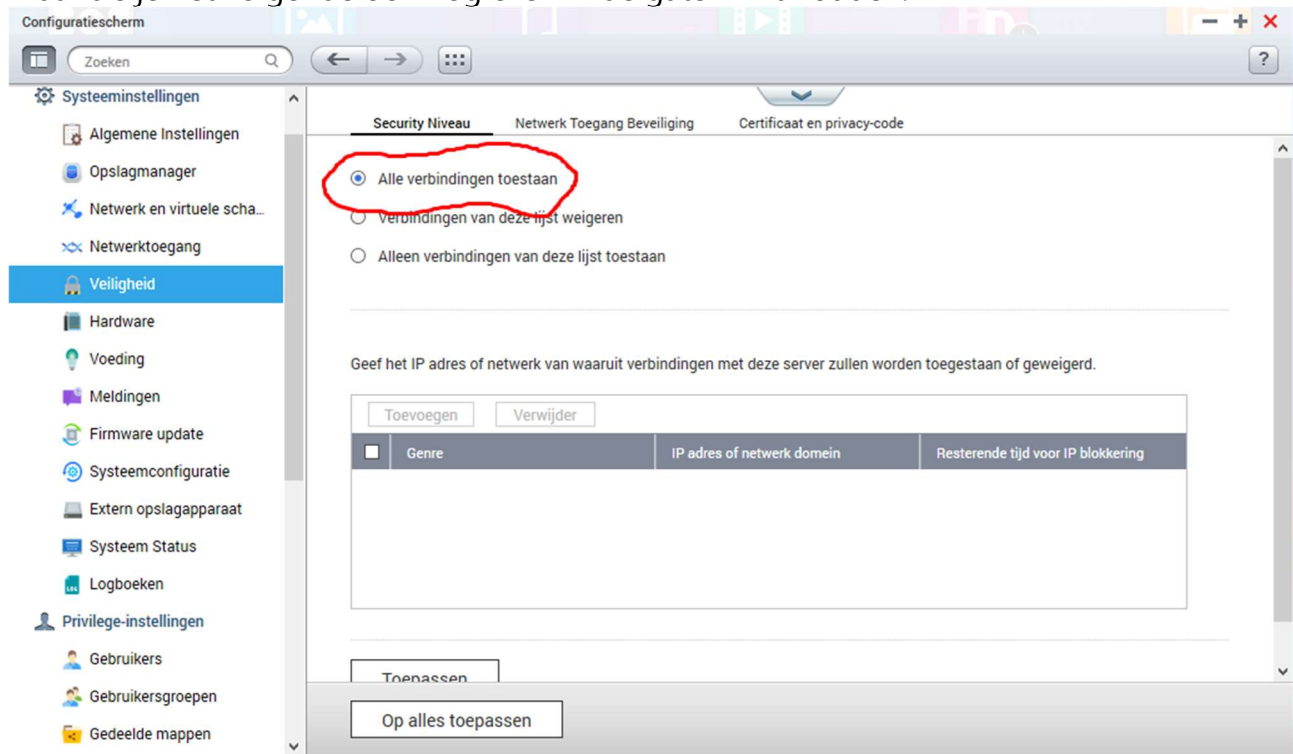 Configuratiescherm
Zoeken
?
Systeeminstellingen
Algemene Instellingen
Opslagmanager
Netwerk en virtuele scha...
Netwerktoegang
Veiligheid
Hardware
Voeding
Meldingen
Firmware update
Systeemconfiguratie
Extern opslagapparaat
Systeem Status
Logboeken
Privilege-instellingen
Gebruikers
Gebruikersgroepen
Gedeelde mappen
Security Niveau Netwerk Toegang Beveiliging Certificaat en privacy-code
Alle verbindingen toestaan
Verbindingen van deze lijst weigeren
Alleen verbindingen van deze lijst toestaan
Geef het IP adres of netwerk van waaruit verbindingen met deze server zullen worden toegestaan of geweigerd.
Toevoegen Verwijder
Genre IP adres of netwerk domein Resterende tijd voor IP blokkering
Toepassen
Op alles toepassen